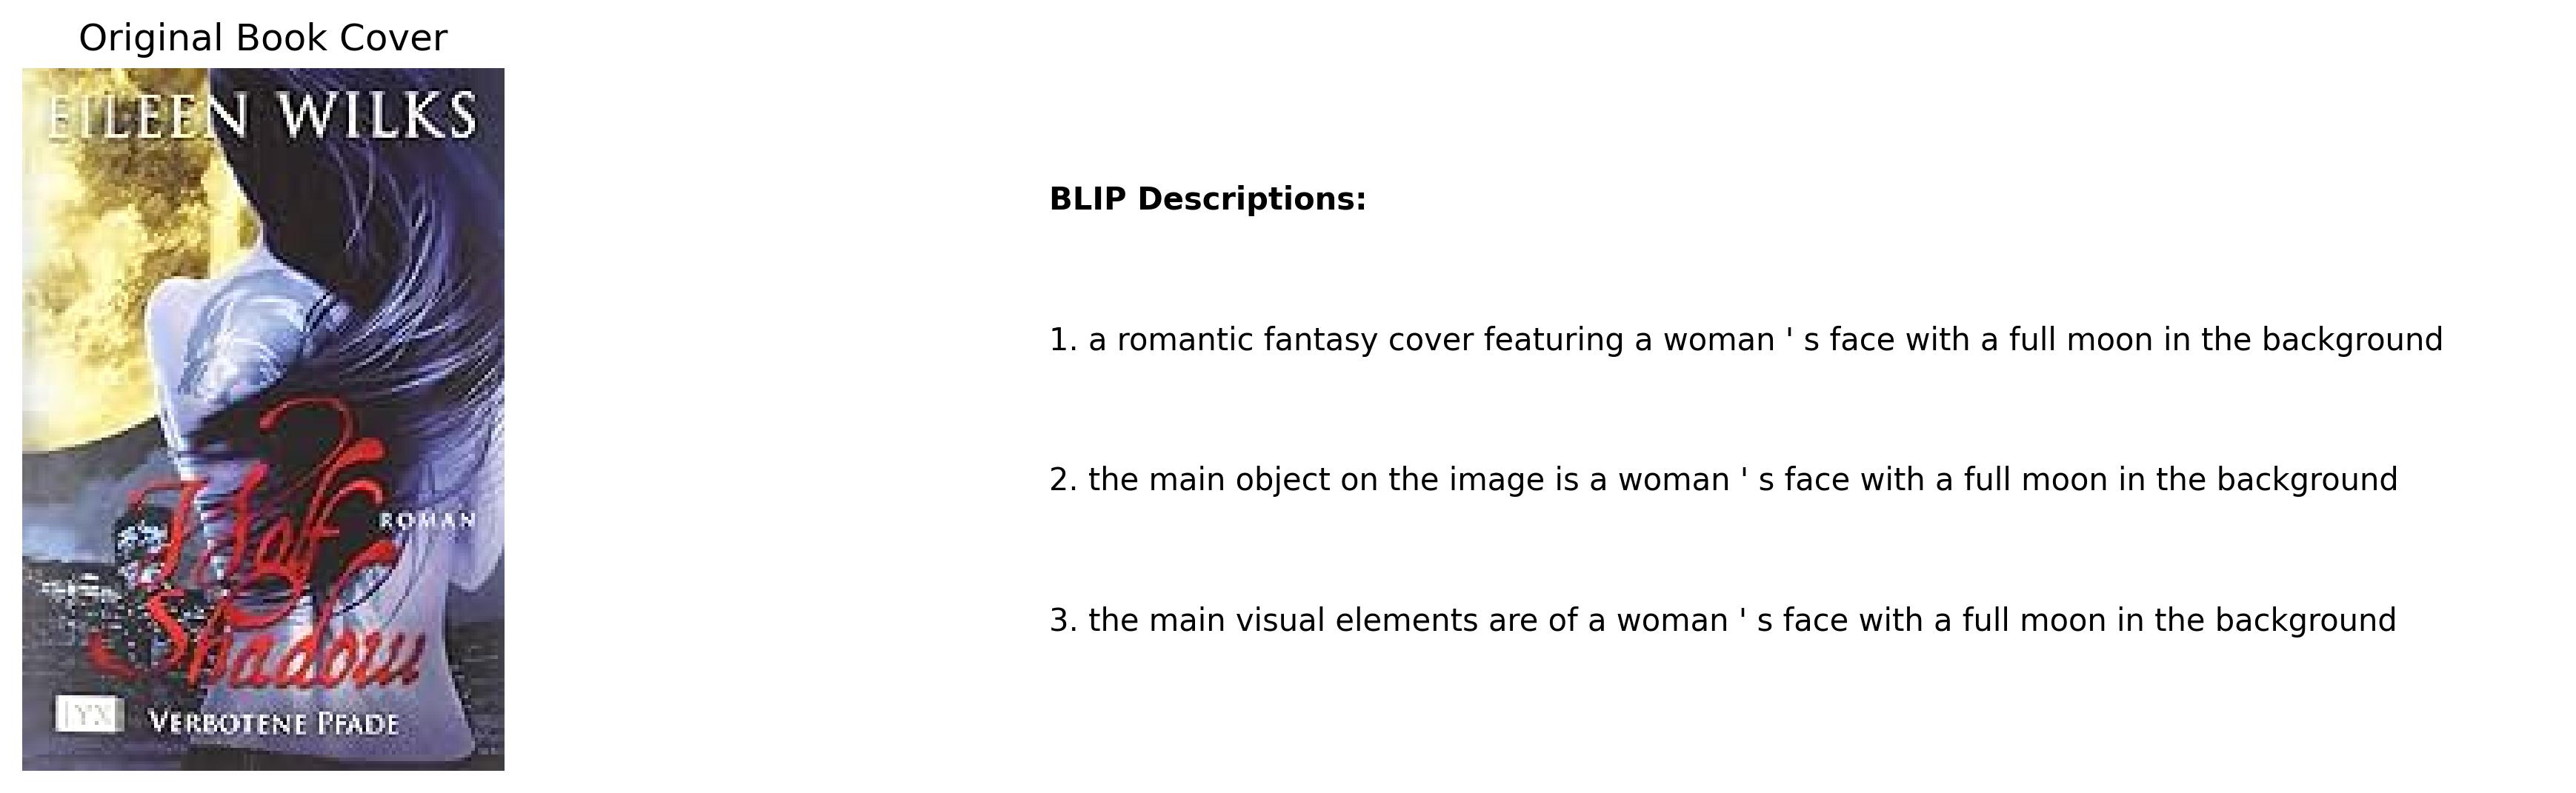 Original Book Cover
EILEEN WILKS
Wolf
ROMAN
Shadow
LYX
VERBOTENE PFADE
BLIP Descriptions:
1. a romantic fantasy cover featuring a woman ' s face with a full moon in the background
2. the main object on the image is a woman ' s face with a full moon in the background
3. the main visual elements are of a woman ' s face with a full moon in the background